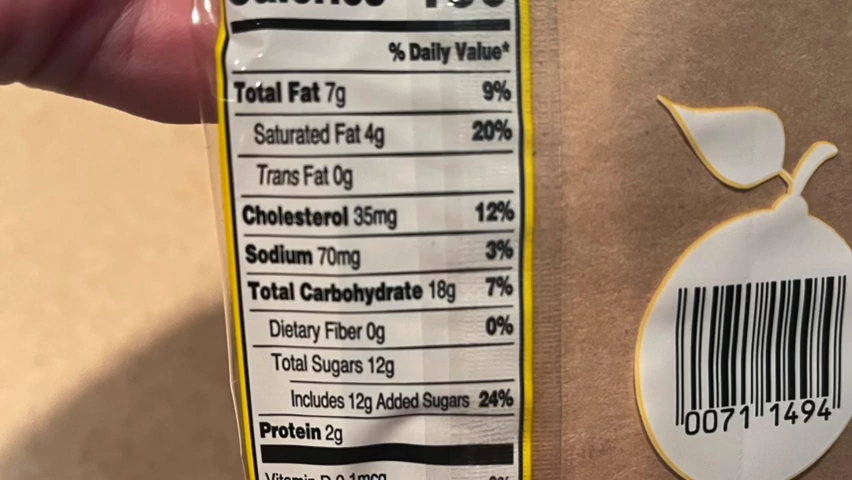 % Daily Value*
Total Fat 7g 9%
Saturated Fat 4g 20%
Trans Fat 0g
Cholesterol 35mg 12%
Sodium 70mg 3%
Total Carbohydrate 18g 7%
Dietary Fiber 0g 0%
Total Sugars 12g
Includes 12g Added Sugars 24%
Protein 2g
Vitamin D 0.1mcg 0%
0071 1494